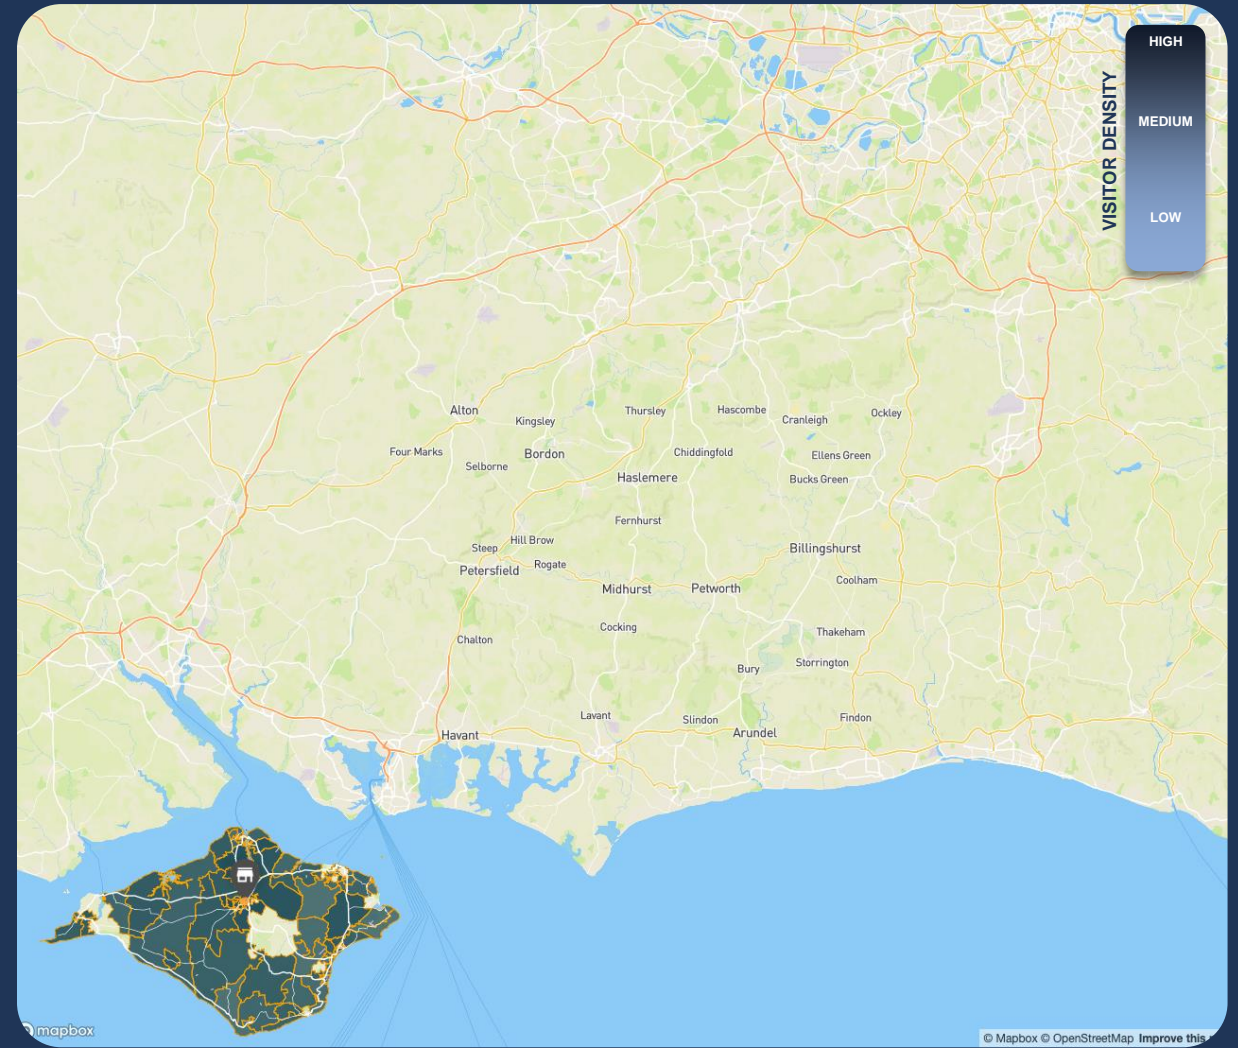 HIGH
MEDIUM
LOW
VISITOR DENSITY
Alton
Kingsley
Thursley
Hascombe
Cranleigh
Ockley
Four Marks
Selborne
Bordon
Chiddingfold
Ellens Green
Haslemere
Bucks Green
Fernhurst
Steep
Hill Brow
Billingshurst
Petersfield
Rogate
Midhurst
Petworth
Coolham
Chalton
Cocking
Thakeham
Bury
Storrington
Lavant
Slindon
Findon
Havant
Arundel
mapbox
© Mapbox © OpenStreetMap Improve this